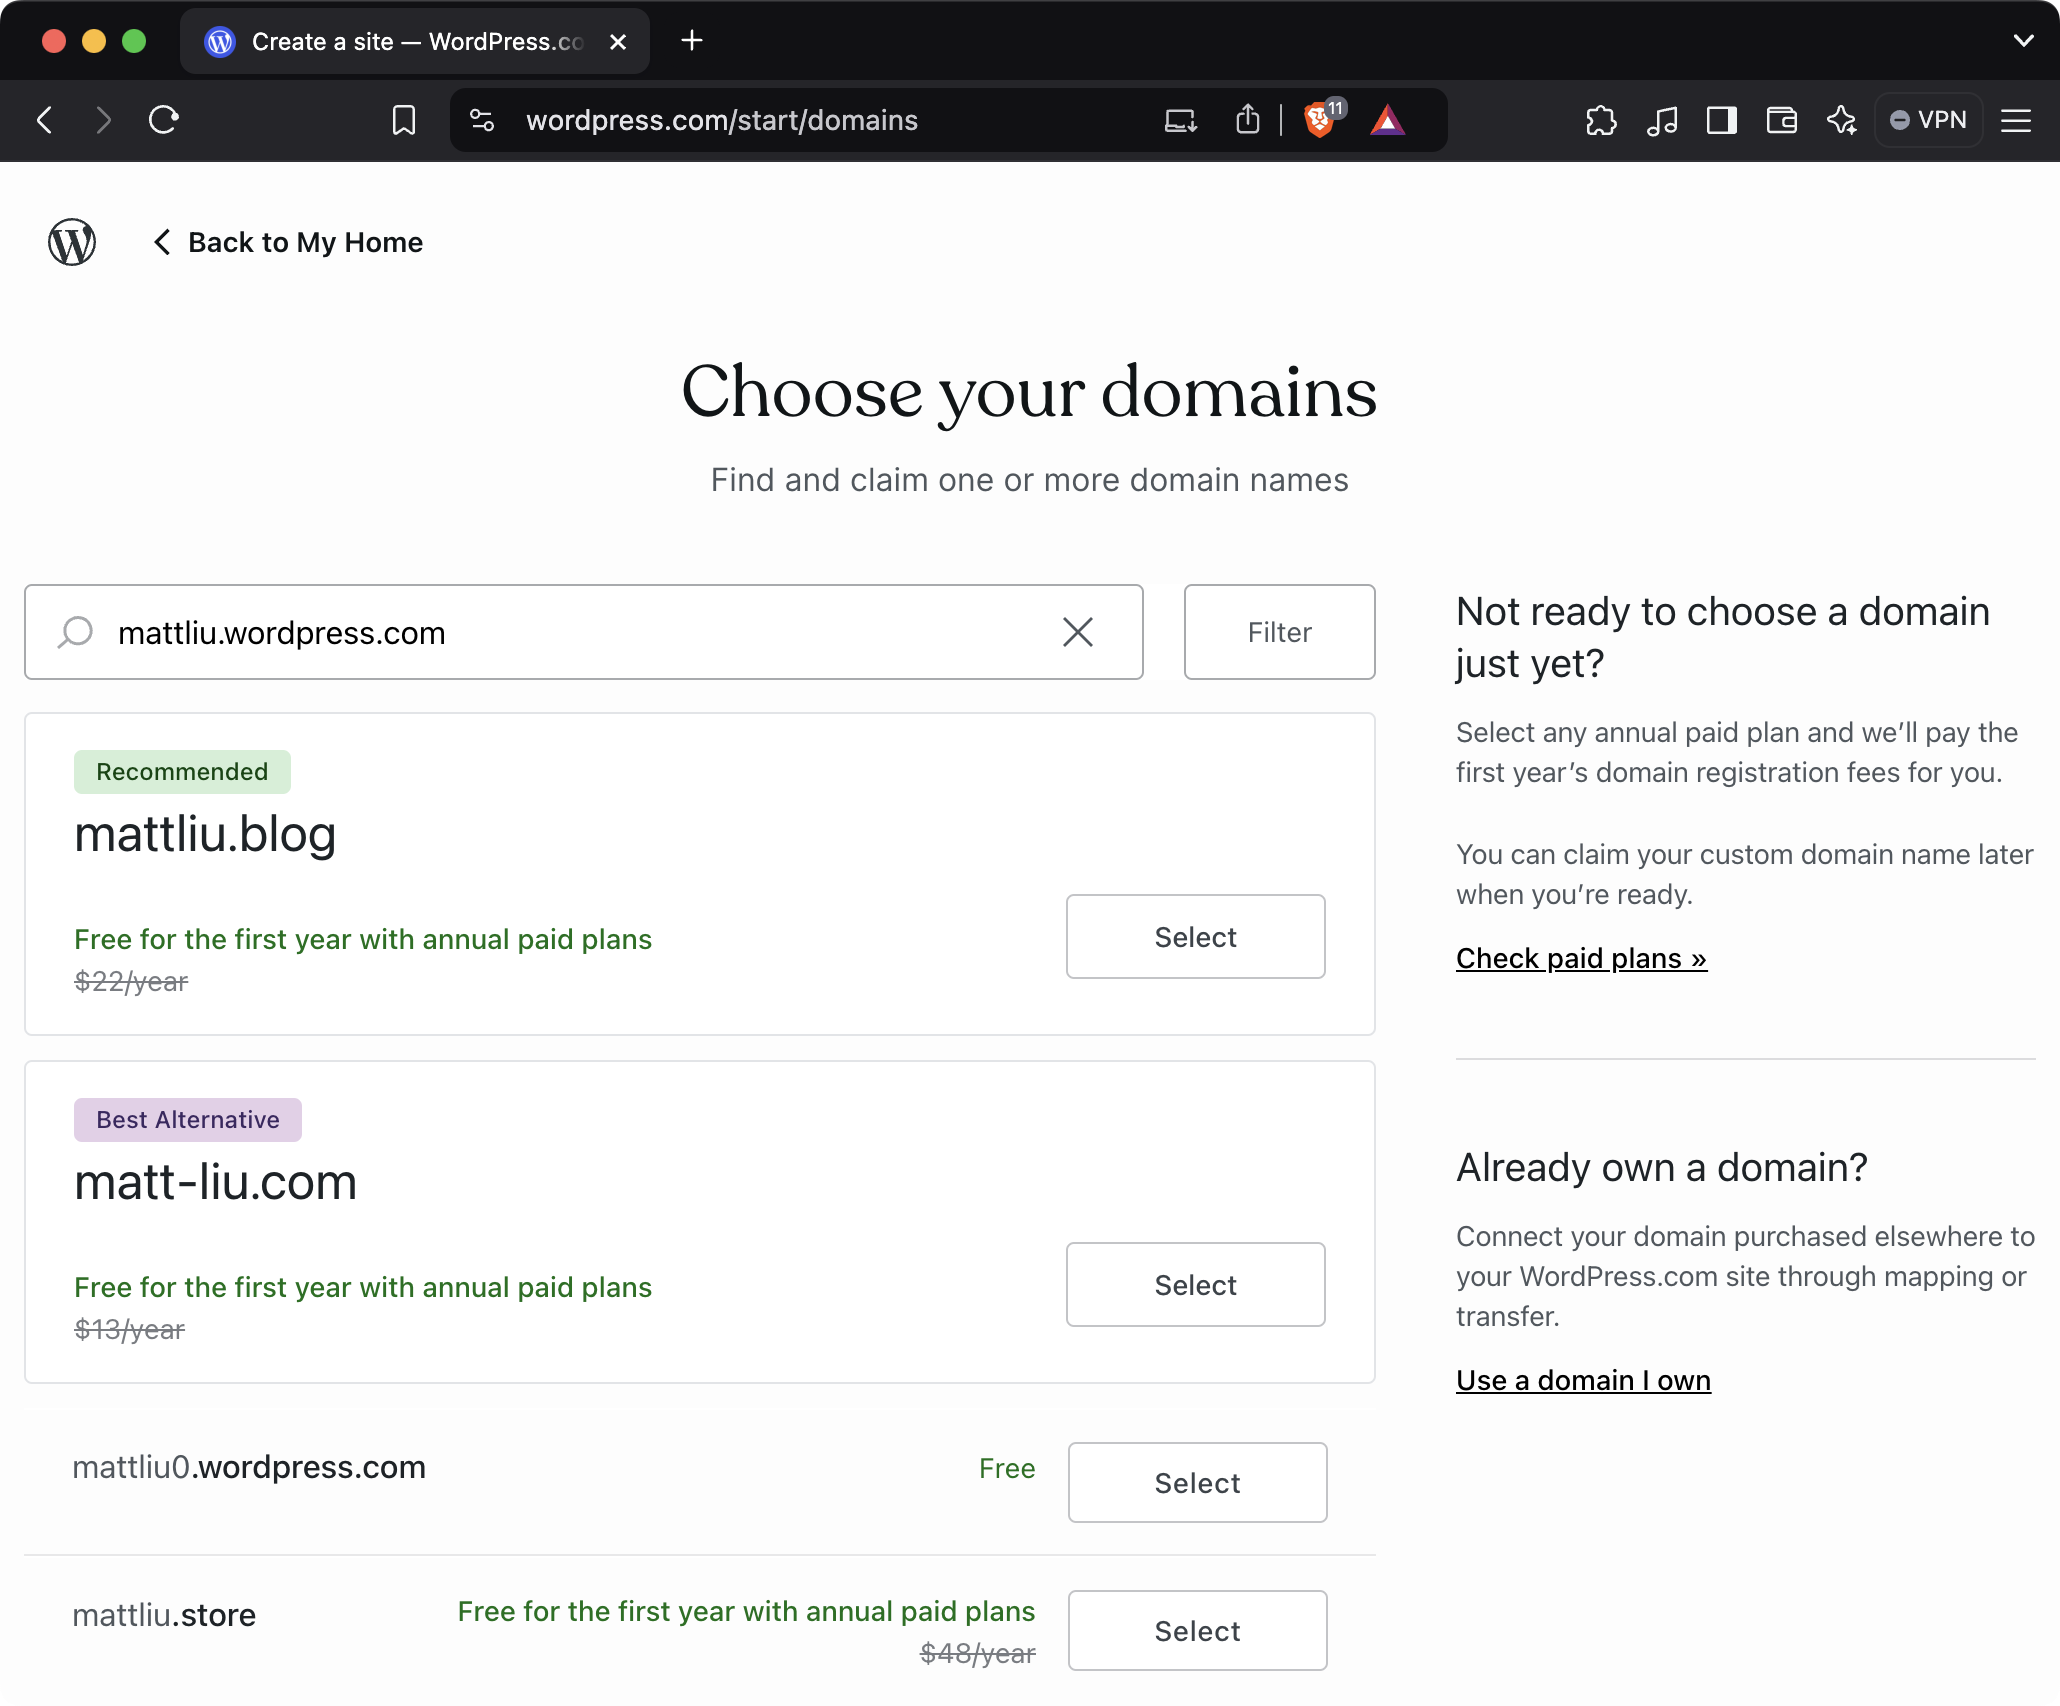 Create a site — WordPress.co
wordpress.com/start/domains
11
VPN
Back to My Home
Choose your domains
Find and claim one or more domain names
mattliu.wordpress.com
Filter
Recommended
mattliu.blog
Free for the first year with annual paid plans
$22/year
Select
Best Alternative
matt-liu.com
Free for the first year with annual paid plans
$13/year
Select
mattliu0.wordpress.com
Free
Select
mattliu.store
Free for the first year with annual paid plans
$48/year
Select
Not ready to choose a domain
just yet?
Select any annual paid plan and we’ll pay the
first year’s domain registration fees for you.
You can claim your custom domain name later
when you’re ready.
Check paid plans »
Already own a domain?
Connect your domain purchased elsewhere to
your WordPress.com site through mapping or
transfer.
Use a domain I own